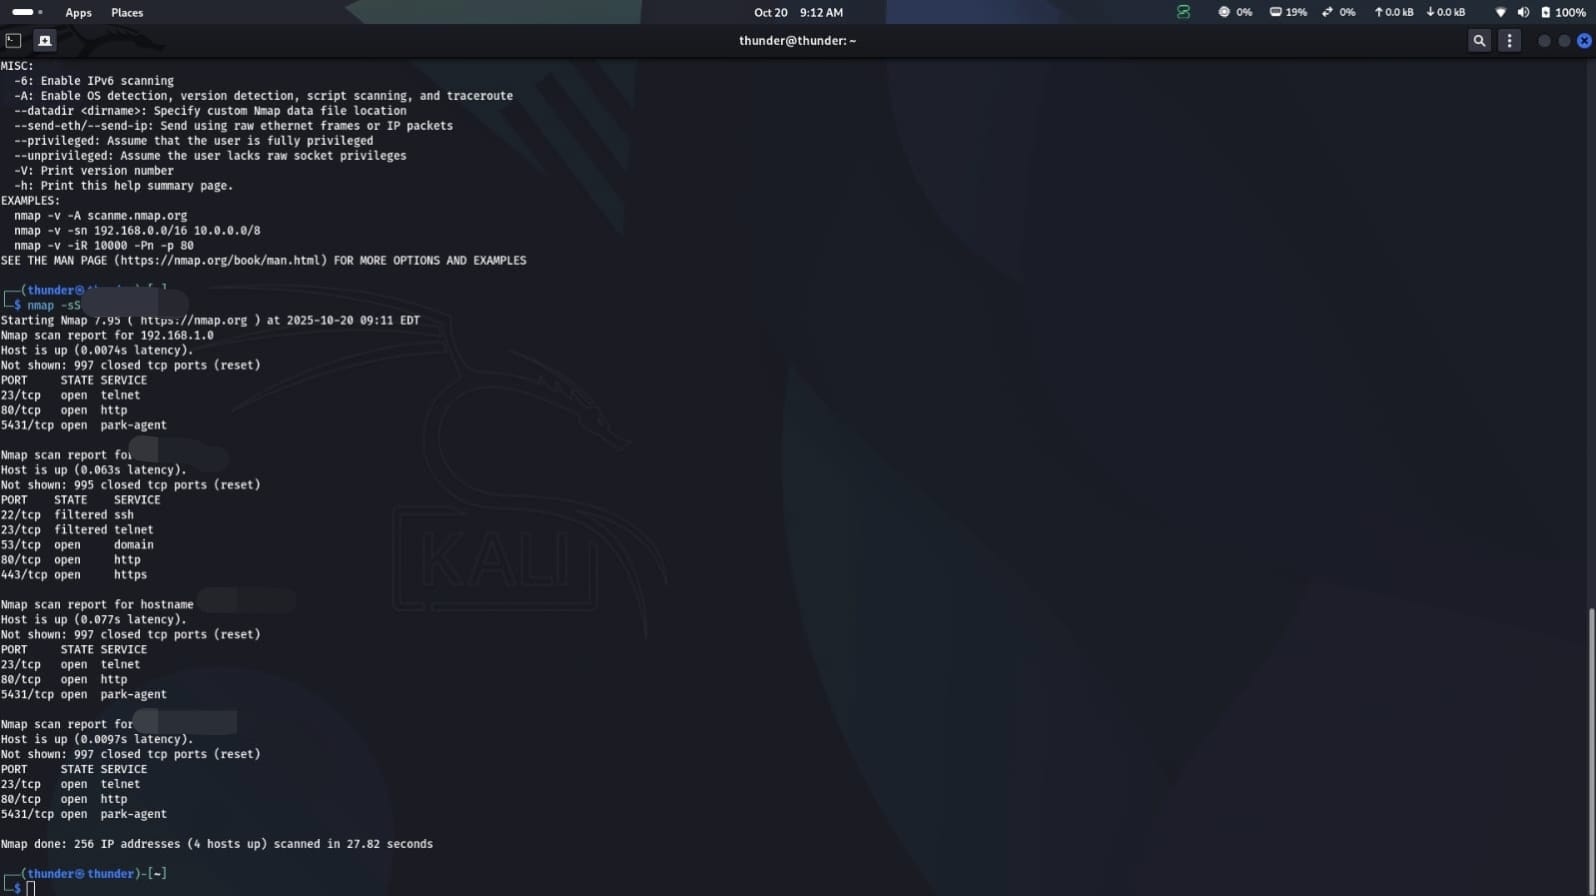 Apps Places Oct 20 9:12 AM 0% 19% 0% ↑0.0 kB ↓0.0 kB 100%
thunder@thunder: ~
MISC:
  -6: Enable IPv6 scanning
  -A: Enable OS detection, version detection, script scanning, and traceroute
  --datadir <dirname>: Specify custom Nmap data file location
  --send-eth/--send-ip: Send using raw ethernet frames or IP packets
  --privileged: Assume that the user is fully privileged
  --unprivileged: Assume the user lacks raw socket privileges
  -V: Print version number
  -h: Print this help summary page.
EXAMPLES:
  nmap -v -A scanme.nmap.org
  nmap -v -sn 192.168.0.0/16 10.0.0.0/8
  nmap -v -iR 10000 -Pn -p 80
SEE THE MAN PAGE (https://nmap.org/book/man.html) FOR MORE OPTIONS AND EXAMPLES
┌──(thunder㉿
└─$ nmap -sS
Starting Nmap 7.95 ( https://nmap.org ) at 2025-10-20 09:11 EDT
Nmap scan report for 192.168.1.0
Host is up (0.0074s latency).
Not shown: 997 closed tcp ports (reset)
PORT     STATE SERVICE
23/tcp   open  telnet
80/tcp   open  http
5431/tcp open  park-agent
Nmap scan report for
Host is up (0.063s latency).
Not shown: 995 closed tcp ports (reset)
PORT    STATE    SERVICE
22/tcp  filtered ssh
23/tcp  filtered telnet
53/tcp  open     domain
80/tcp  open     http
443/tcp open     https
KALI
Nmap scan report for hostname
Host is up (0.077s latency).
Not shown: 997 closed tcp ports (reset)
PORT     STATE SERVICE
23/tcp   open  telnet
80/tcp   open  http
5431/tcp open  park-agent
Nmap scan report for
Host is up (0.0097s latency).
Not shown: 997 closed tcp ports (reset)
PORT     STATE SERVICE
23/tcp   open  telnet
80/tcp   open  http
5431/tcp open  park-agent
Nmap done: 256 IP addresses (4 hosts up) scanned in 27.82 seconds
┌──(thunder㉿thunder)-[~]
└─$